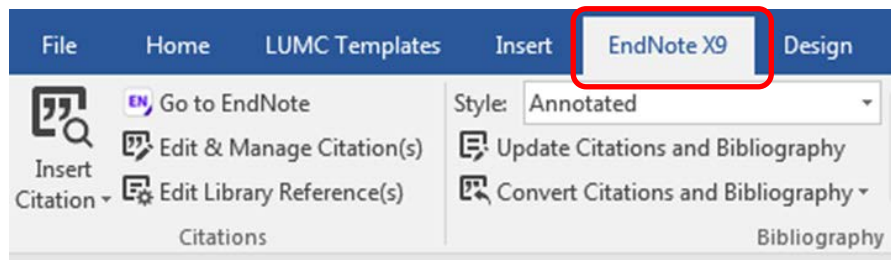 File Home LUMC Templates Insert EndNote X9 Design
EN Go to EndNote Style: Annotated
Edit & Manage Citation(s) Update Citations and Bibliography
Insert
Citation Edit Library Reference(s) Convert Citations and Bibliography
Citations Bibliography